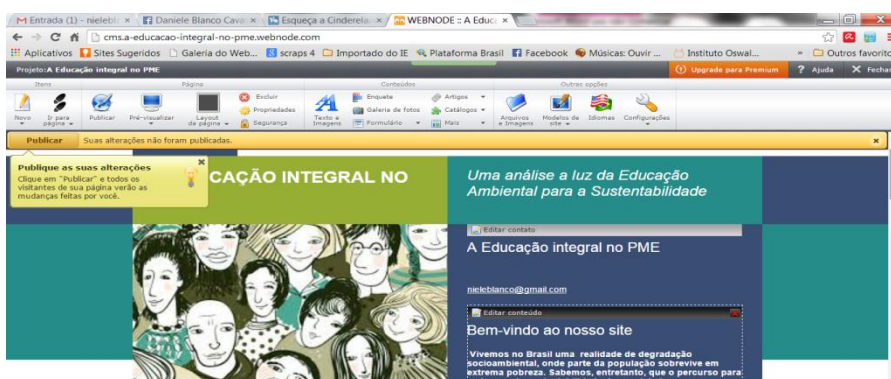 Entrada (1) - nielebl Daniele Blanco Cava Esqueça a Cinderela. WEBNODE :: A Educa
cms.a-educacao-integral-no-pme.webnode.com
Aplicativos Sites Sugeridos Galeria do Web... scraps 4 Importado do IE Plataforma Brasil Facebook Músicas: Ouvir ... Instituto Oswal... » Outros favorito
Projeto: A Educação integral no PME Upgrade para Premium ? Ajuda X Fechar
Itens Página Conteúdos Outras opções
Novo Ir para página Publicar Pré-visualizar Layout da página Excluir Propriedades Segurança Texto e Imagens Enquete Galeria de Fotos Formulário Artigos Catálogos Mais Arquivos e Imagens Modelos de site Idiomas Configurações
Publicar Suas alterações não foram publicadas.
Publique as suas alterações
Clique em "Publicar" e todos os
visitantes de sua página verão as
mudanças feitas por você.
CAÇÃO INTEGRAL NO
Uma análise a luz da Educação
Ambiental para a Sustentabilidade
Editar contato
A Educação integral no PME
nieleblanco@gmail.com
Editar conteúdo
Bem-vindo ao nosso site
Vivemos no Brasil uma realidade de degradação
socioambiental, onde parte da população sobrevive em
extrema pobreza. Sabemos, entretanto, que o percurso para